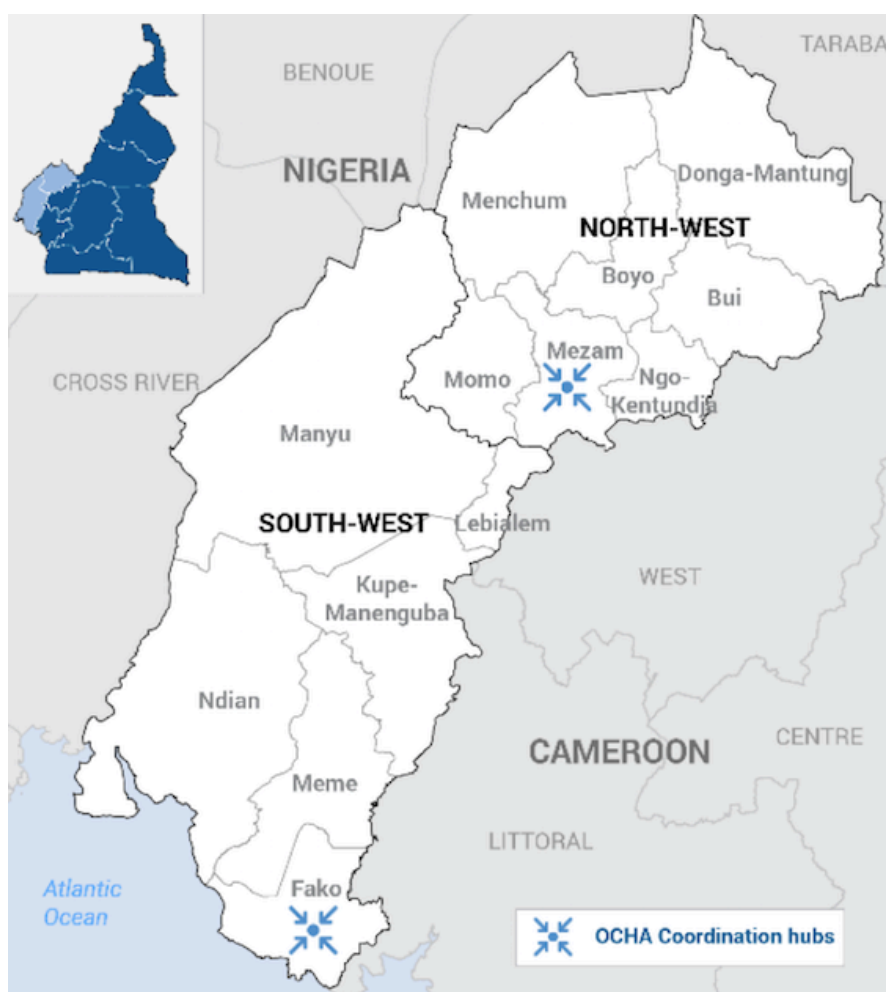 TARABA
BENOUE
NIGERIA
Donga-Mantung
Menchum
NORTH-WEST
Boyo
Bui
Mezam
CROSS RIVER
Momo
Ngo-
Kentundja
Manyu
SOUTH-WEST
Lebialem
WEST
Kupe-
Manenguba
Ndian
CENTRE
CAMEROON
Meme
LITTORAL
Atlantic
Ocean
Fako
OCHA Coordination hubs